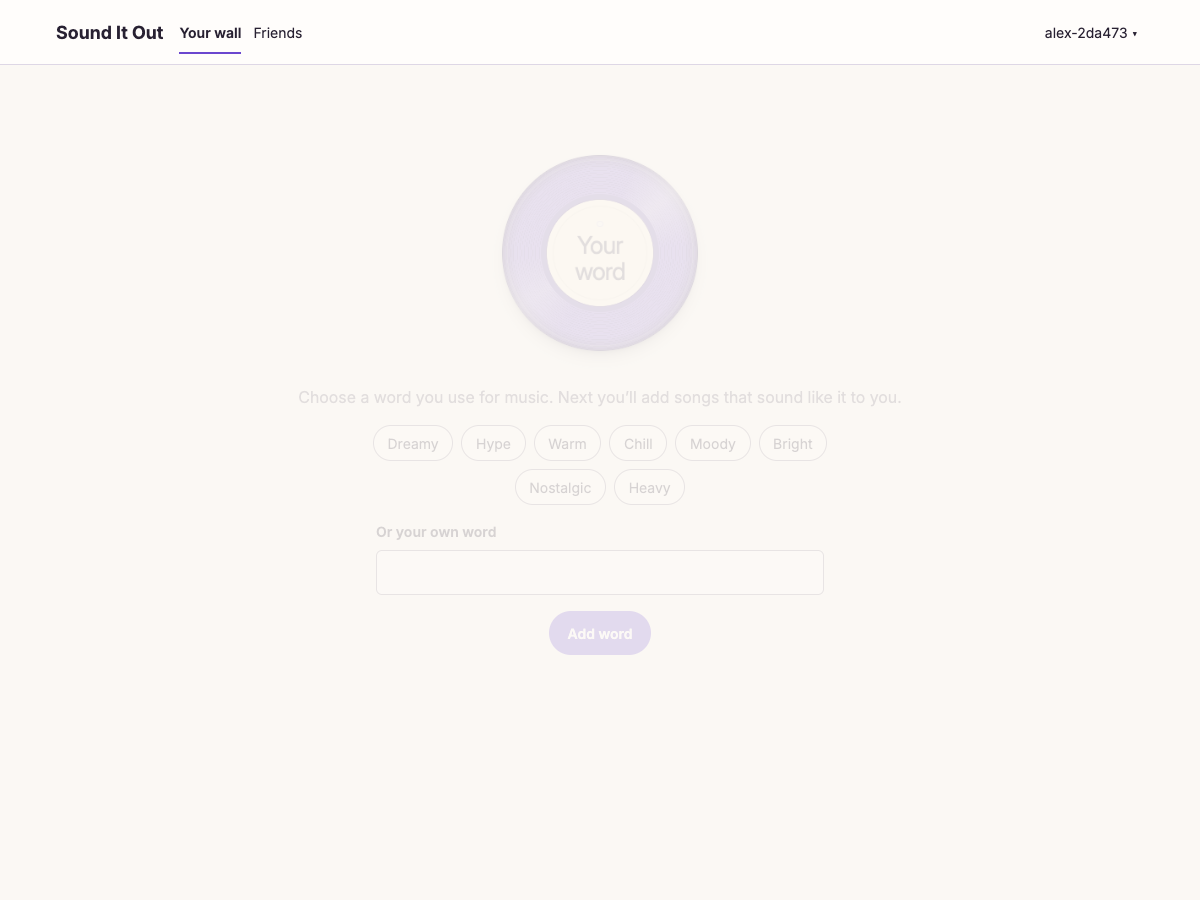 Sound It Out Your wall Friends alex-2da473 ▾
Your
word
Choose a word you use for music. Next you'll add songs that sound like it to you.
Dreamy Hype Warm Chill Moody Bright
Nostalgic Heavy
Or your own word
Add word